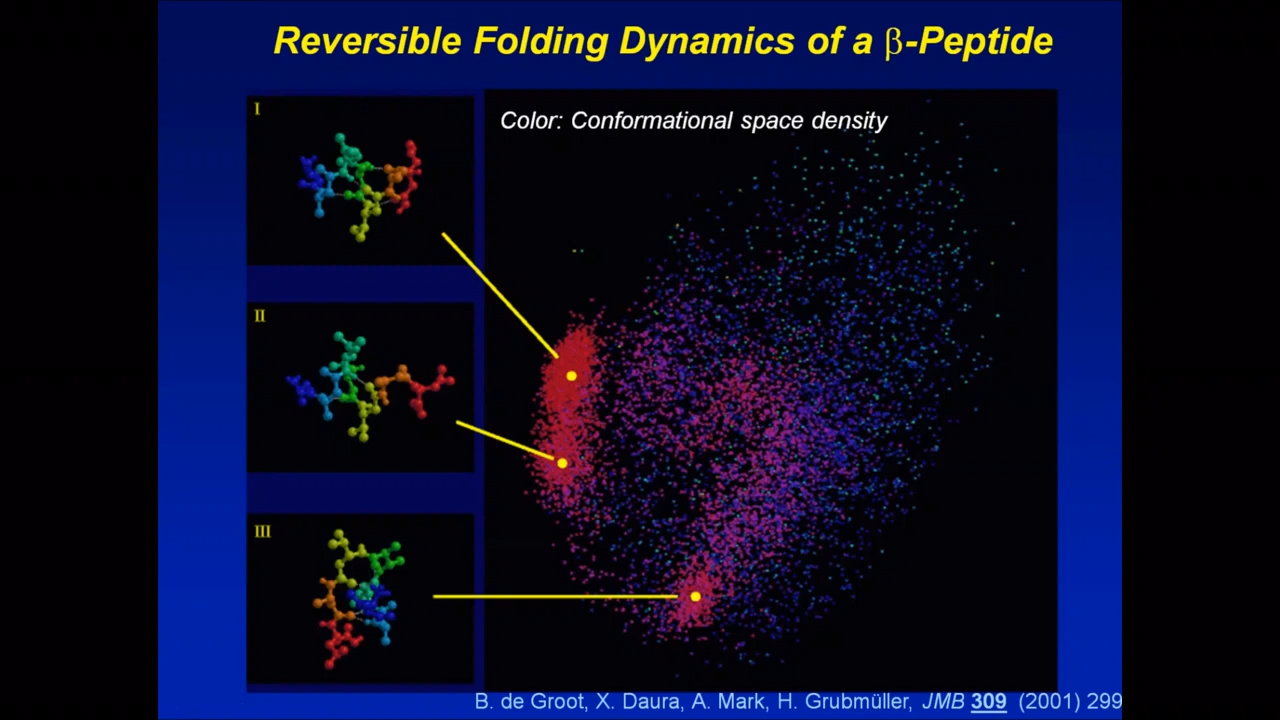 Reversible Folding Dynamics of a β-Peptide
I
Color: Conformational space density
II
III
B. de Groot, X. Daura, A. Mark, H. Grubmüller, JMB 309 (2001) 299